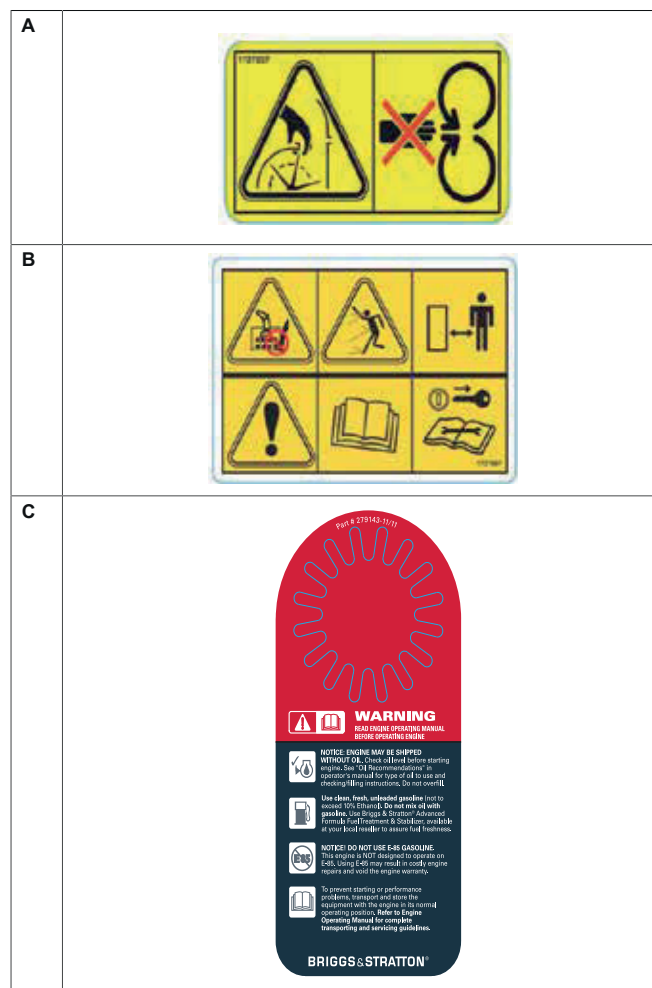 A
B
C
Part # 279143-11/11
WARNING
READ ENGINE OPERATING MANUAL
BEFORE OPERATING ENGINE
NOTICE: ENGINE MAY BE SHIPPED
WITHOUT OIL. Check oil level before starting
engine. See "Oil Recommendations" in
operator's manual for type of oil to use and
checking/filling instructions. Do not overfill.
Use clean, fresh, unleaded gasoline (not to
exceed 10% Ethanol). Do not mix oil with
gasoline. Use Briggs & Stratton® Advanced
Formula Fuel Treatment & Stabilizer, available
at your local reseller to assure fuel freshness.
E85
NOTICE! DO NOT USE E-85 GASOLINE.
This engine is NOT designed to operate on
E-85. Using E-85 may result in costly engine
repairs and void the engine warranty.
To prevent starting or performance
problems, transport and store the
equipment with the engine in its normal
operating position. Refer to Engine
Operating Manual for complete
transporting and servicing guidelines.
BRIGGS&STRATTON®